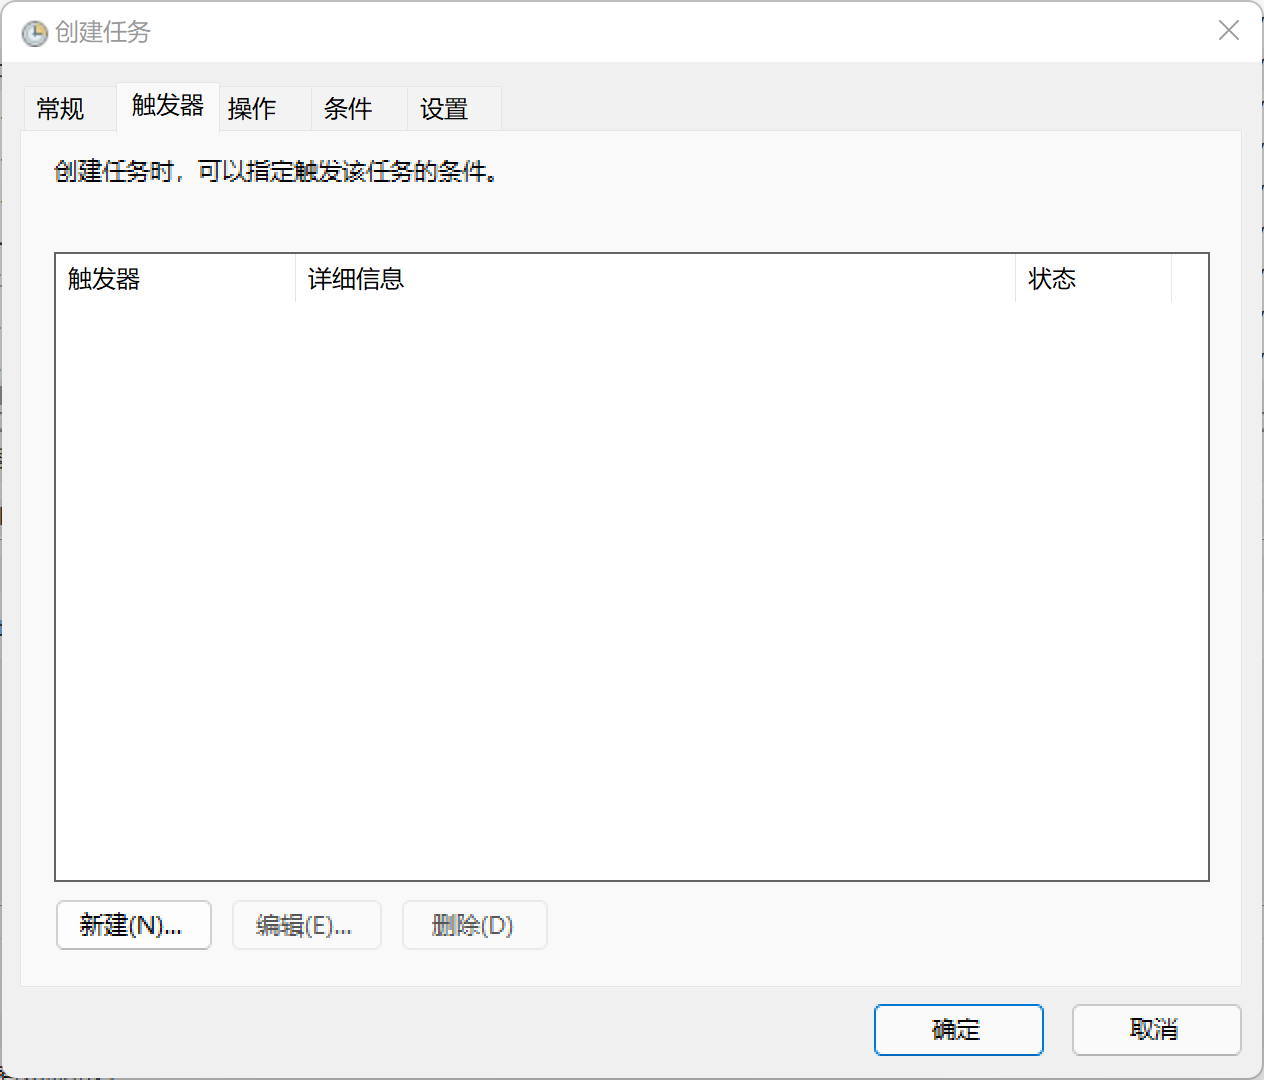 创建任务
常规 触发器 操作 条件 设置
创建任务时，可以指定触发该任务的条件。
触发器 详细信息 状态
新建(N)... 编辑(E)... 删除(D)
确定 取消